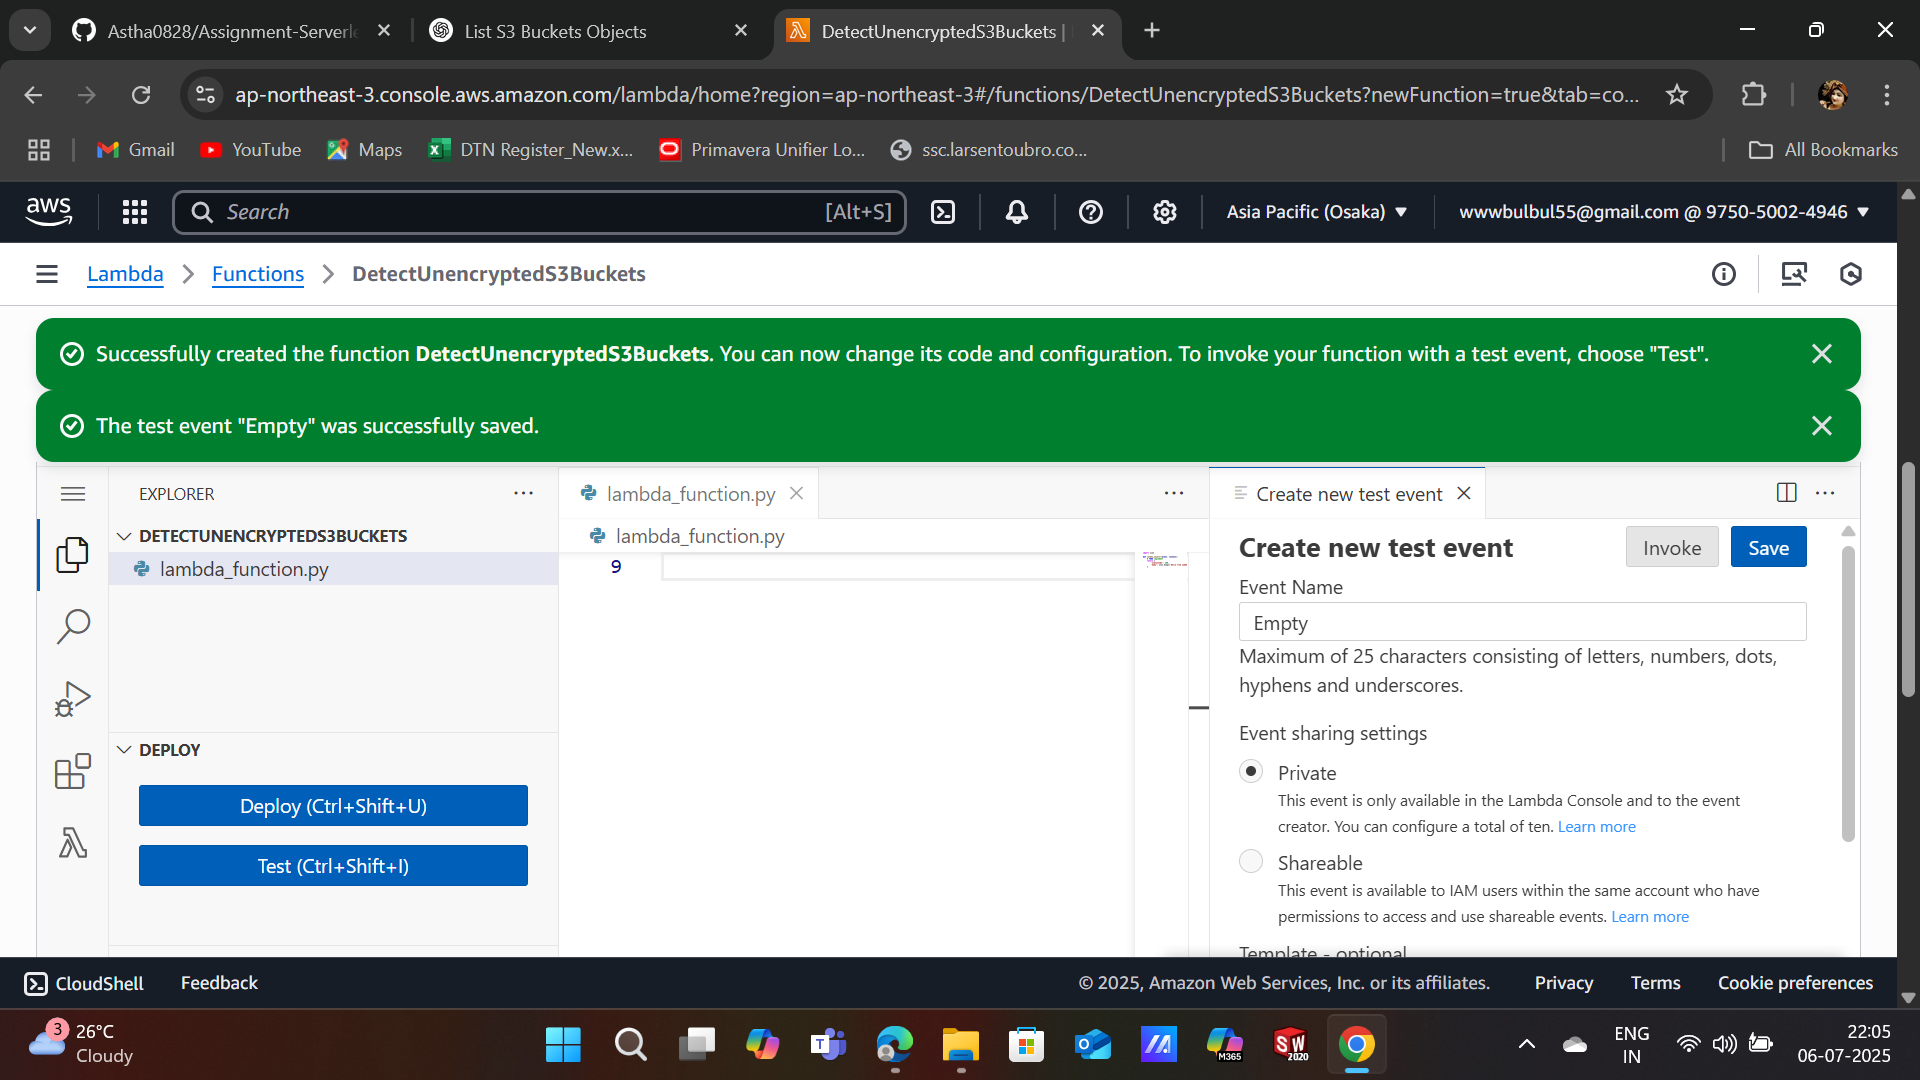 Astha0828/Assignment-Serverle
List S3 Buckets Objects
DetectUnencryptedS3Buckets |
ap-northeast-3.console.aws.amazon.com/lambda/home?region=ap-northeast-3#/functions/DetectUnencryptedS3Buckets?newFunction=true&tab=co...
Gmail
YouTube
Maps
DTN Register_New.x...
Primavera Unifier Lo...
ssc.larsentoubro.co...
All Bookmarks
aws
Search
[Alt+S]
Asia Pacific (Osaka)
wwwbulbul55@gmail.com @ 9750-5002-4946
Lambda
Functions
DetectUnencryptedS3Buckets
Successfully created the function DetectUnencryptedS3Buckets. You can now change its code and configuration. To invoke your function with a test event, choose "Test".
The test event "Empty" was successfully saved.
EXPLORER
DETECTUNENCRYPTEDS3BUCKETS
lambda_function.py
DEPLOY
Deploy (Ctrl+Shift+U)
Test (Ctrl+Shift+I)
lambda_function.py
lambda_function.py
9
Create new test event
Create new test event
Invoke
Save
Event Name
Empty
Maximum of 25 characters consisting of letters, numbers, dots,
hyphens and underscores.
Event sharing settings
Private
This event is only available in the Lambda Console and to the event
creator. You can configure a total of ten. Learn more
Shareable
This event is available to IAM users within the same account who have
permissions to access and use shareable events. Learn more
Template - optional
CloudShell
Feedback
© 2025, Amazon Web Services, Inc. or its affiliates.
Privacy
Terms
Cookie preferences
3
26°C
Cloudy
M365
SW
2020
ENG
IN
22:05
06-07-2025